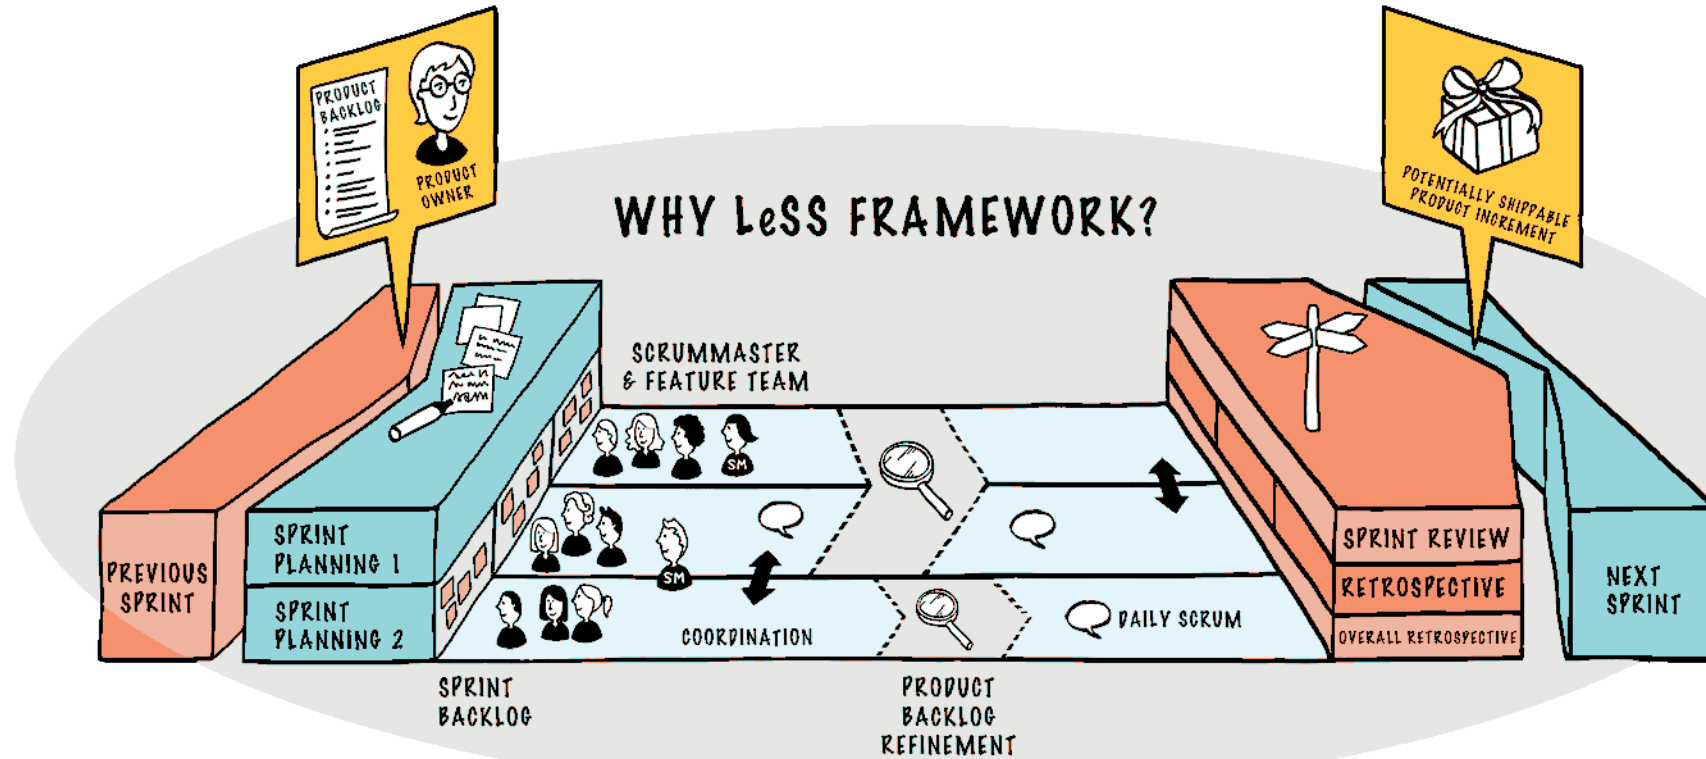 PRODUCT
BACKLOG
PRODUCT
OWNER
POTENTIALLY SHIPPABLE
PRODUCT INCREMENT
WHY LeSS FRAMEWORK?
SCRUMMASTER
& FEATURE TEAM
SM
SM
PREVIOUS
SPRINT
SPRINT
PLANNING 1
SPRINT
PLANNING 2
COORDINATION
DAILY SCRUM
SPRINT REVIEW
RETROSPECTIVE
OVERALL RETROSPECTIVE
NEXT
SPRINT
SPRINT
BACKLOG
PRODUCT
BACKLOG
REFINEMENT